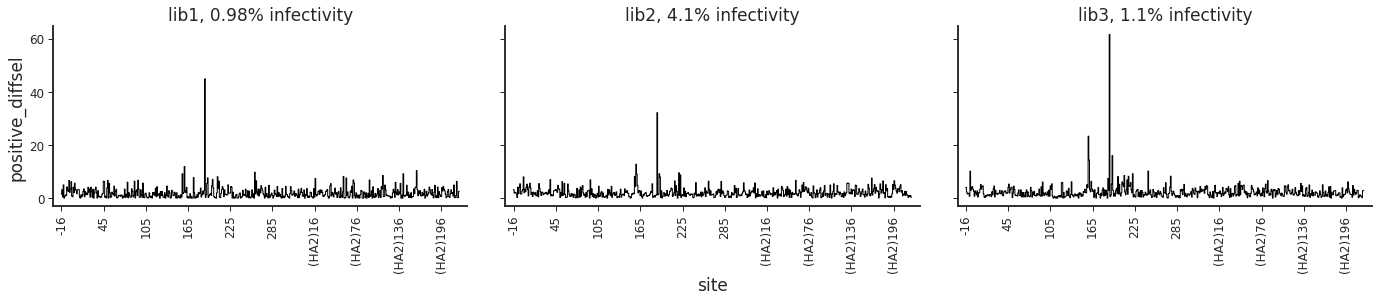 lib1, 0.98% infectivity
lib2, 4.1% infectivity
lib3, 1.1% infectivity
positive_diffsel
60
40
20
0
-16
45
105
165
225
285
(HA2)16
(HA2)76
(HA2)136
(HA2)196
-16
45
105
165
225
285
(HA2)16
(HA2)76
(HA2)136
(HA2)196
-16
45
105
165
225
285
(HA2)16
(HA2)76
(HA2)136
(HA2)196
site